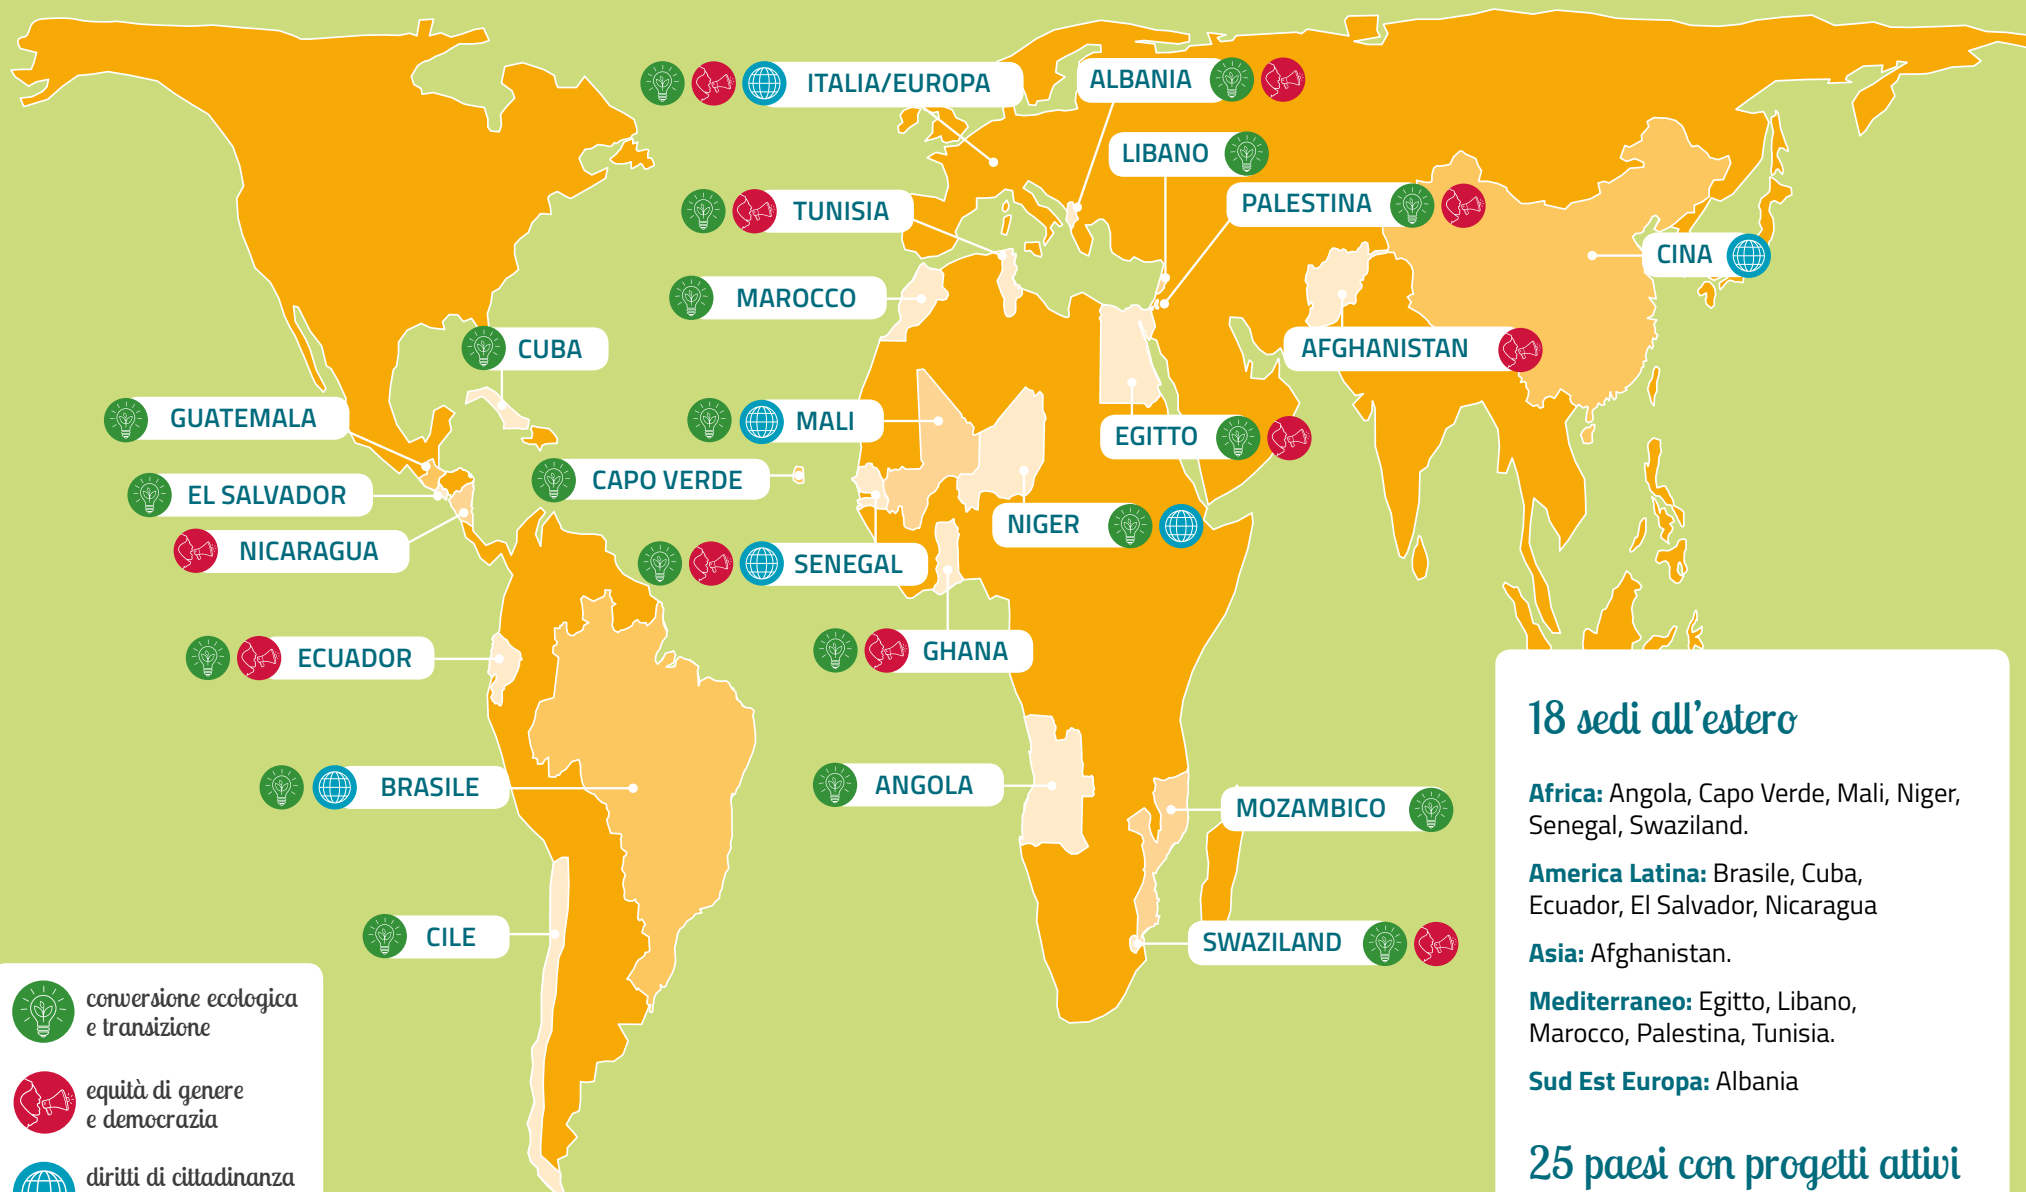 ITALIA/EUROPA
ALBANIA
LIBANO
TUNISIA
PALESTINA
CINA
MAROCCO
CUBA
AFGHANISTAN
GUATEMALA
MALI
EGITTO
CAPO VERDE
EL SALVADOR
NIGER
NICARAGUA
SENEGAL
ECUADOR
GHANA
BRASILE
ANGOLA
MOZAMBICO
CILE
SWAZILAND
conversione ecologica
e transizione
equità di genere
e democrazia
diritti di cittadinanza
18 sedi all'estero
Africa: Angola, Capo Verde, Mali, Niger,
Senegal, Swaziland.
America Latina: Brasile, Cuba,
Ecuador, El Salvador, Nicaragua
Asia: Afghanistan.
Mediterraneo: Egitto, Libano,
Marocco, Palestina, Tunisia.
Sud Est Europa: Albania
25 paesi con progetti attivi